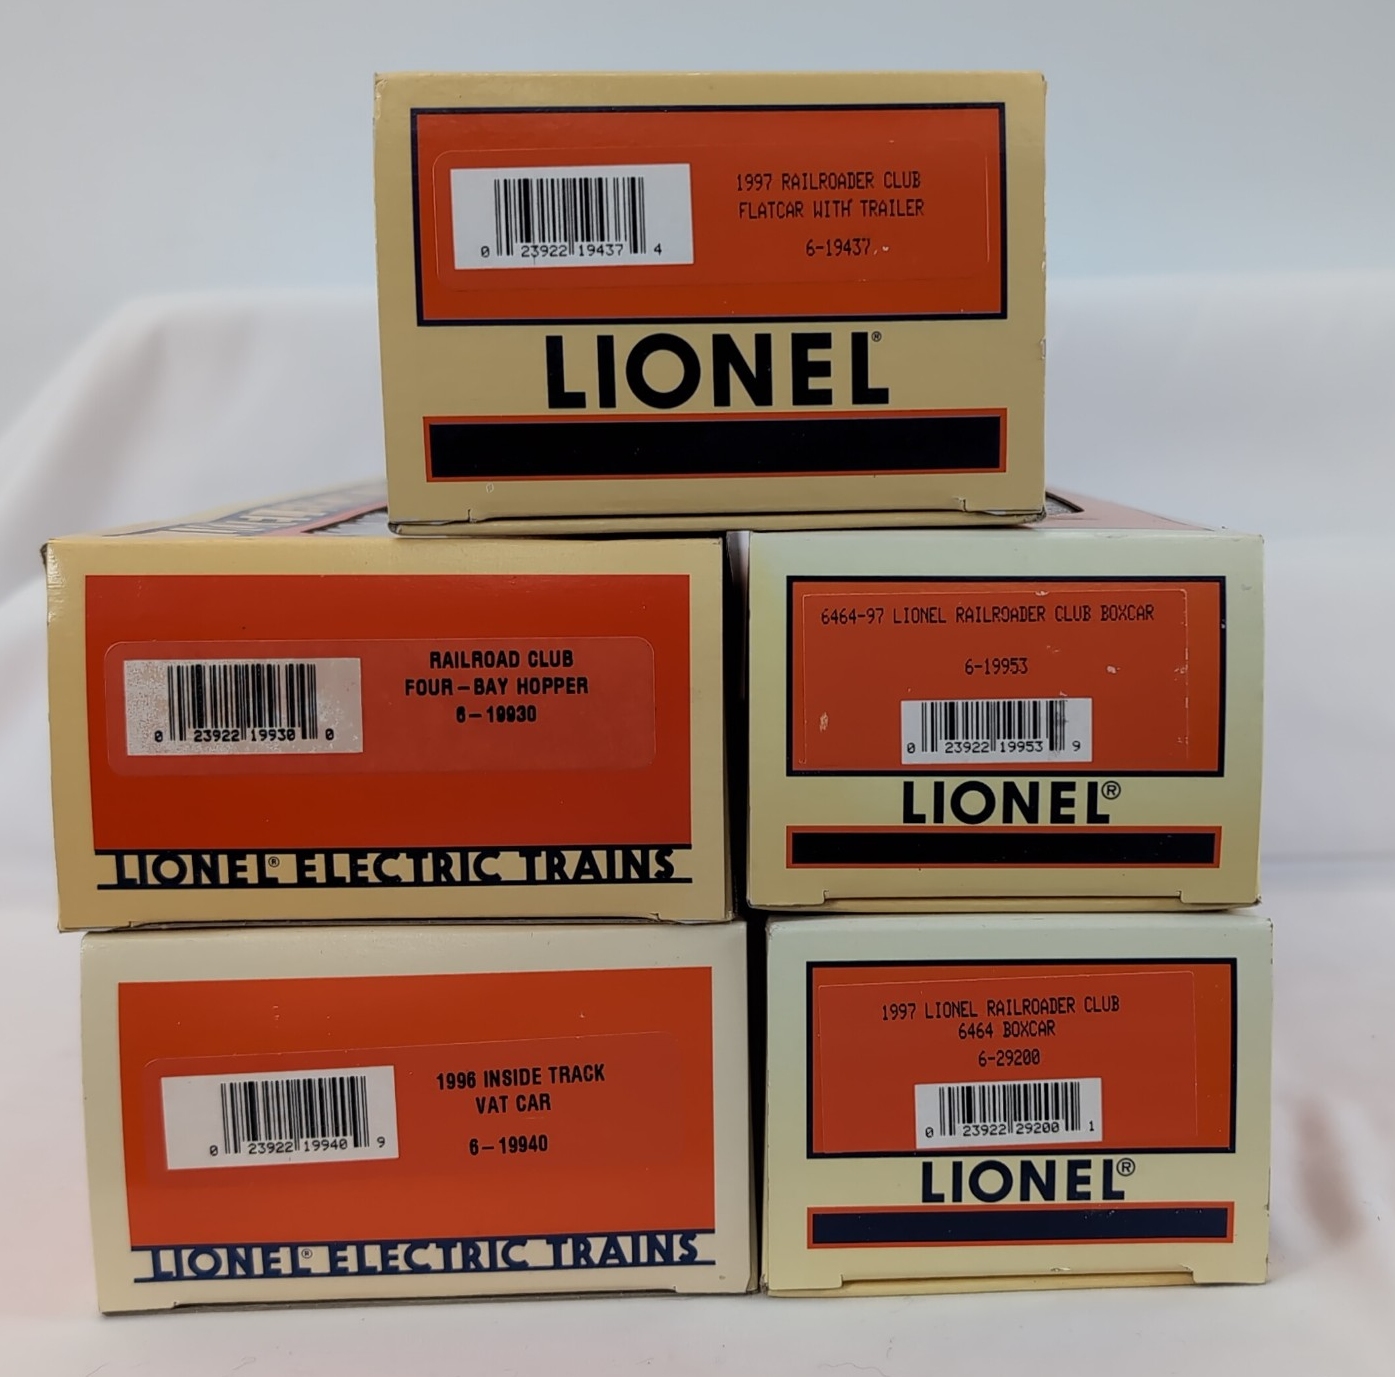 1997 RAILROADER CLUB
FLATCAR WITH TRAILER
6-19437
0 23922 19437 4
LIONEL®
RAILROAD CLUB
FOUR-BAY HOPPER
6-19930
0 23922 19930 0
LIONEL® ELECTRIC TRAINS
6464-97 LIONEL RAILROADER CLUB BOXCAR
6-19953
0 23922 19953 9
LIONEL®
1996 INSIDE TRACK
VAT CAR
6-19940
0 23922 19940 9
LIONEL® ELECTRIC TRAINS
1997 LIONEL RAILROADER CLUB
6464 BOXCAR
6-29200
0 23922 29200 1
LIONEL®